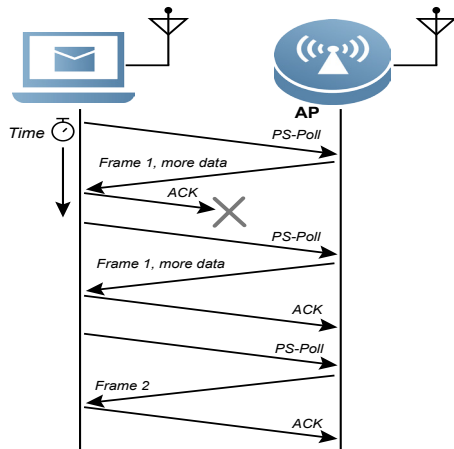 AP
Time
PS-Poll
Frame 1, more data
ACK
PS-Poll
Frame 1, more data
ACK
PS-Poll
Frame 2
ACK